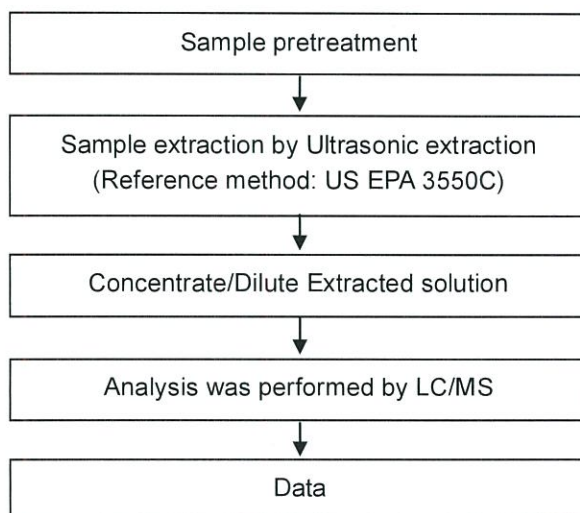 Sample pretreatment
Sample extraction by Ultrasonic extraction
(Reference method: US EPA 3550C)
Concentrate/Dilute Extracted solution
Analysis was performed by LC/MS
Data